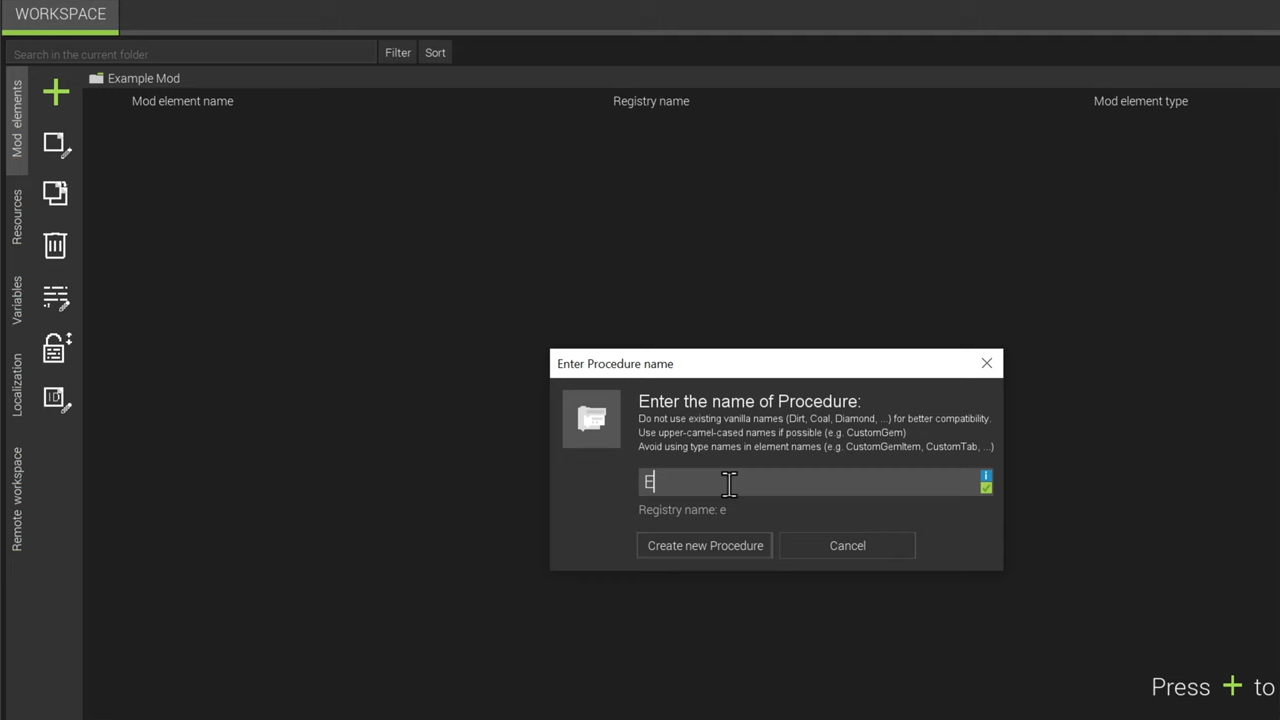 WORKSPACE
Search in the current folder
Filter
Sort
Example Mod
Mod element name
Registry name
Mod element type
Mod elements
Resources
Variables
Localization
Remote workspace
ID
Enter Procedure name
Enter the name of Procedure:
Do not use existing vanilla names (Dirt, Coal, Diamond, ...) for better compatibility.
Use upper-camel-cased names if possible (e.g. CustomGem)
Avoid using type names in element names (e.g. CustomGemItem, CustomTab, ...)
E
i
Registry name: e
Create new Procedure
Cancel
Press + to